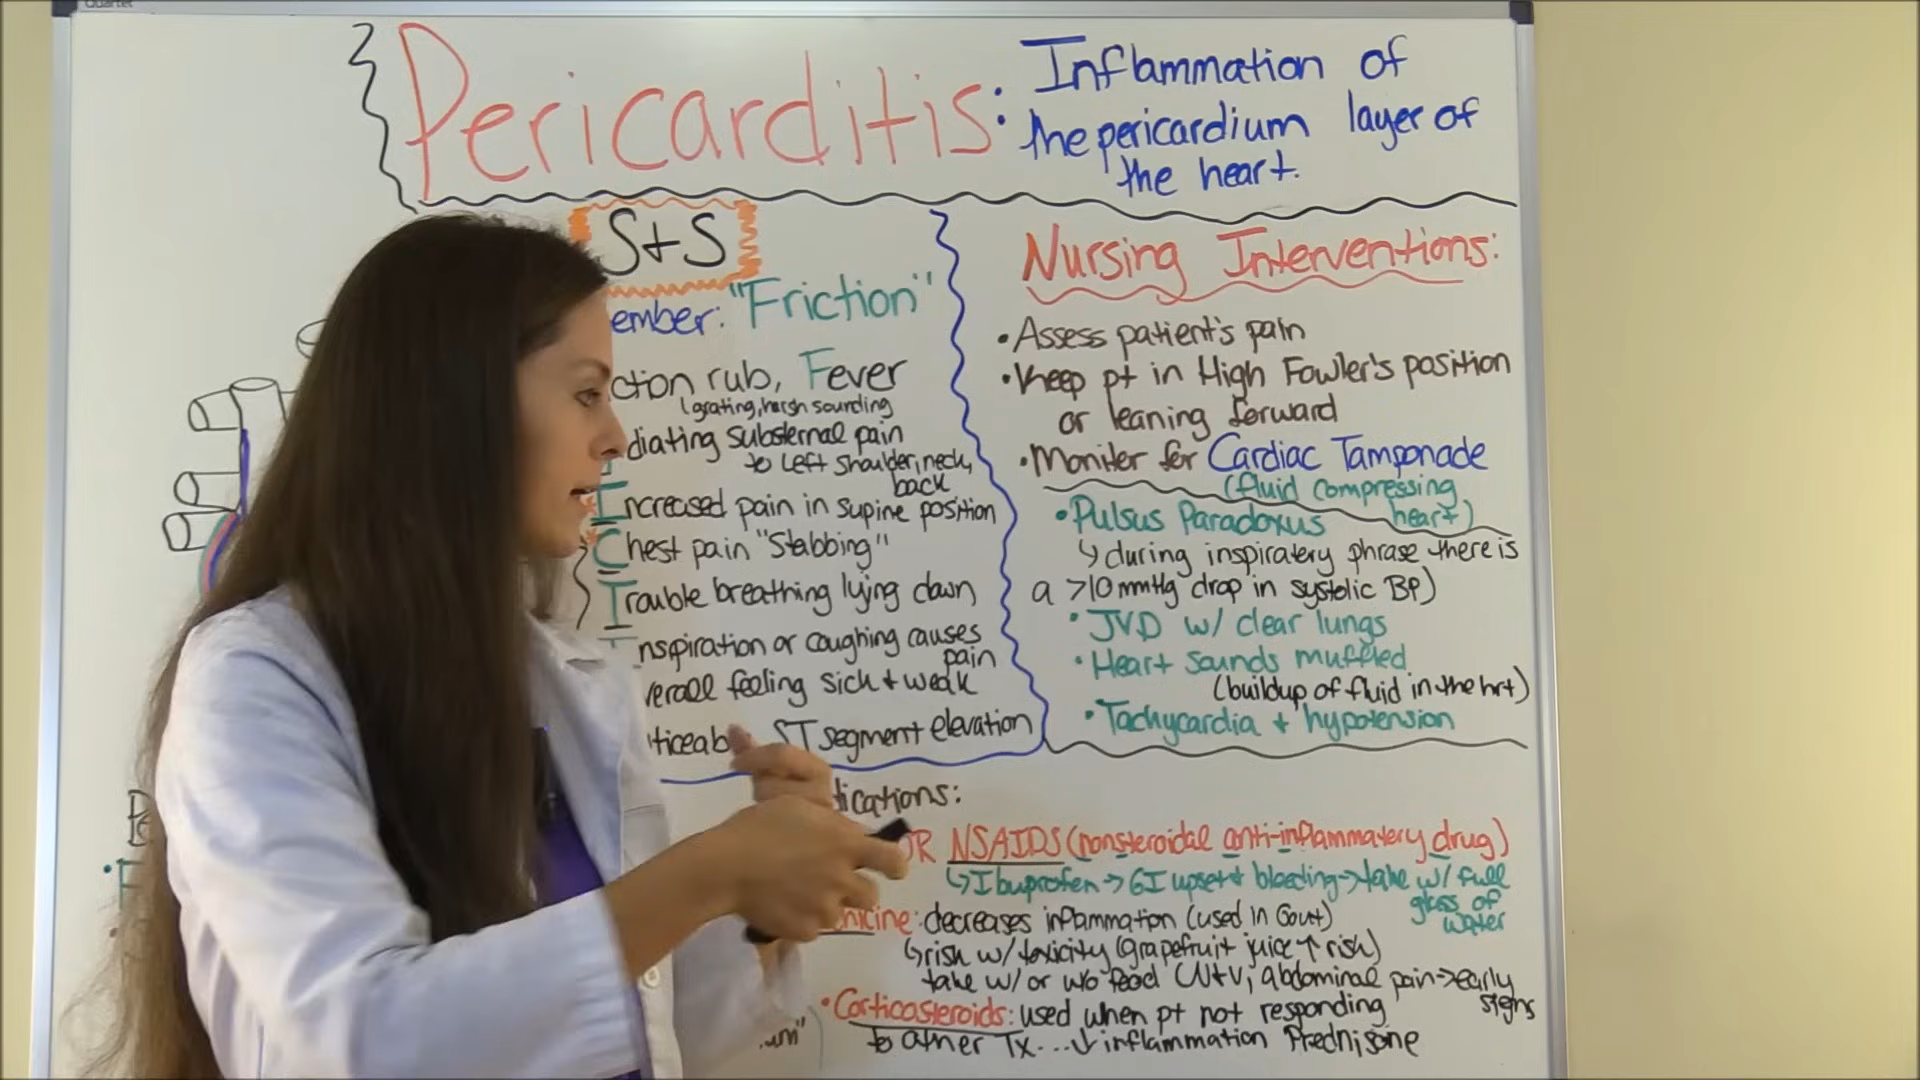 Quartet
Pericarditis:
Inflammation of
the pericardium layer of
the heart.
S+S
ember: "Friction"
ction rub, Fever
(grating, harsh sounding
diating substernal pain
to left shoulder, neck,
back
Increased pain in supine position
Chest pain "Stabbing"
Trouble breathing lying down
Inspiration or coughing causes
pain
verall feeling sick + weak
ticeab ST segment elevation
Nursing Interventions:
• Assess patient's pain
• Keep pt in High Fowler's position
or leaning forward
• Moniter for Cardiac Tamponade
(fluid compressing
heart)
• Pulsus Paradoxus
↳ during inspiratory phrase there is
a >10 mmHg drop in systolic BP)
• JVD w/ clear lungs
• Heart sounds muffled
(buildup of fluid in the hrt)
• Tachycardia + hypotension
ications:
OR NSAIDS (nonsteroidal anti-inflammatery drug)
↳ Ibuprofen → GI upset + bleeding → take w/ full
glass of
water
hicine: decreases inflammation (used in Gout)
↳ risk w/ toxicity (grapefruit juice ↑ risk)
take w/ or w/o food (N+V, abdominal pain → early
signs
• Corticosteroids: used when pt not responding
to other Tx... ↓ inflammation Prednisone